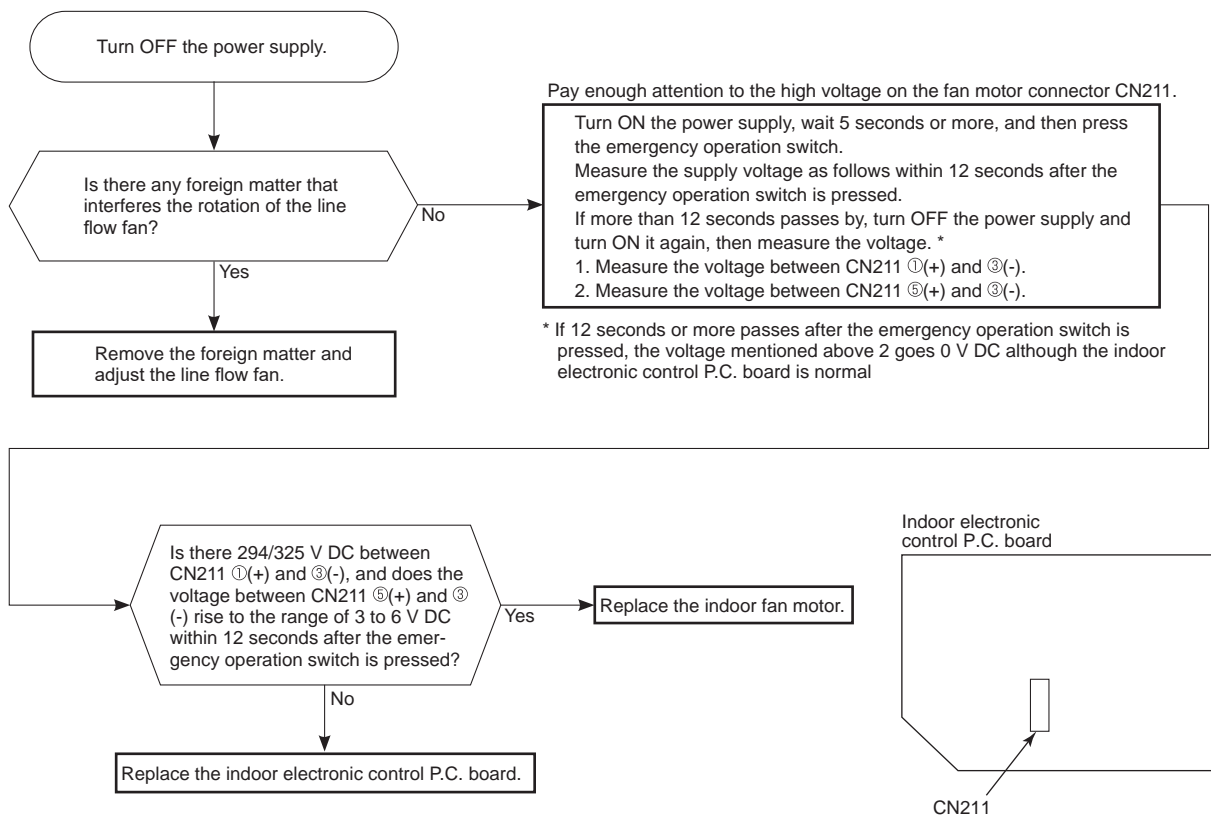 Turn OFF the power supply.
Is there any foreign matter that
interferes the rotation of the line
flow fan?
No
Yes
Remove the foreign matter and
adjust the line flow fan.
Pay enough attention to the high voltage on the fan motor connector CN211.
Turn ON the power supply, wait 5 seconds or more, and then press
the emergency operation switch.
Measure the supply voltage as follows within 12 seconds after the
emergency operation switch is pressed.
If more than 12 seconds passes by, turn OFF the power supply and
turn ON it again, then measure the voltage. *
1. Measure the voltage between CN211 ①(+) and ③(-).
2. Measure the voltage between CN211 ⑤(+) and ③(-).
* If 12 seconds or more passes after the emergency operation switch is
pressed, the voltage mentioned above 2 goes 0 V DC although the indoor
electronic control P.C. board is normal
Is there 294/325 V DC between
CN211 ①(+) and ③(-), and does the
voltage between CN211 ⑤(+) and ③
(-) rise to the range of 3 to 6 V DC
within 12 seconds after the emer-
gency operation switch is pressed?
Yes
Replace the indoor fan motor.
No
Replace the indoor electronic control P.C. board.
Indoor electronic
control P.C. board
CN211